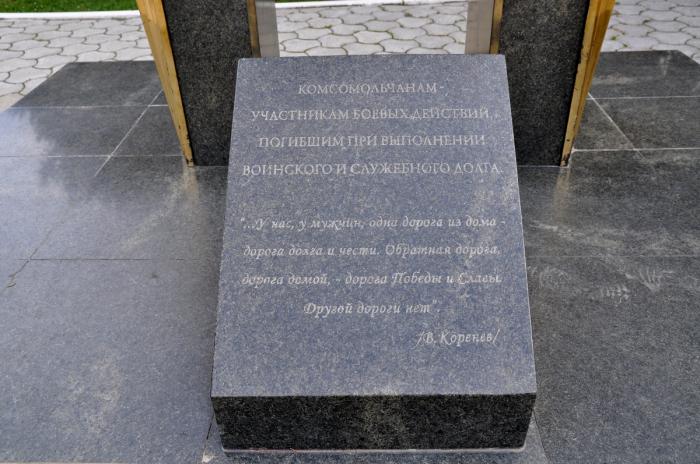 КОМСОМОЛЬЧАНАМ -
УЧАСТНИКАМ БОЕВЫХ ДЕЙСТВИЙ,
ПОГИБШИМ ПРИ ВЫПОЛНЕНИИ
ВОИНСКОГО И СЛУЖЕБНОГО ДОЛГА.
"...У нас, у мужчин, одна дорога из дома -
дорога долга и чести. Обратная дорога,
дорога домой, - дорога Победы и Славы.
Другой дороги нет".
/В. Коренев/